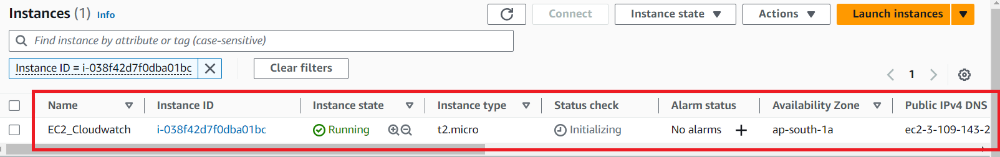 Instances (1) Info Connect Instance state Actions Launch instances
Find instance by attribute or tag (case-sensitive)
Instance ID = i-038f42d7f0dba01bc Clear filters
1
Name Instance ID Instance state Instance type Status check Alarm status Availability Zone Public IPv4 DNS
EC2_Cloudwatch i-038f42d7f0dba01bc Running t2.micro Initializing No alarms + ap-south-1a ec2-3-109-143-2